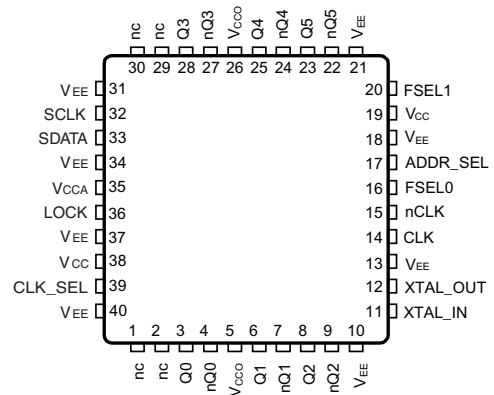 nc nc Q3 nQ3 VCCO Q4 nQ4 Q5 nQ5 VEE
30 29 28 27 26 25 24 23 22 21
VEE 31
SCLK 32
SDATA 33
VEE 34
VCCA 35
LOCK 36
VEE 37
VCC 38
CLK_SEL 39
VEE 40
20 FSEL1
19 VCC
18 VEE
17 ADDR_SEL
16 FSEL0
15 nCLK
14 CLK
13 VEE
12 XTAL_OUT
11 XTAL_IN
1 2 3 4 5 6 7 8 9 10
nc nc Q0 nQ0 VCCO Q1 nQ1 Q2 nQ2 VEE